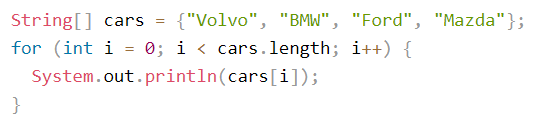 String[] cars = {"Volvo", "BMW", "Ford", "Mazda"};
for (int i = 0; i < cars.length; i++) {
  System.out.println(cars[i]);
}